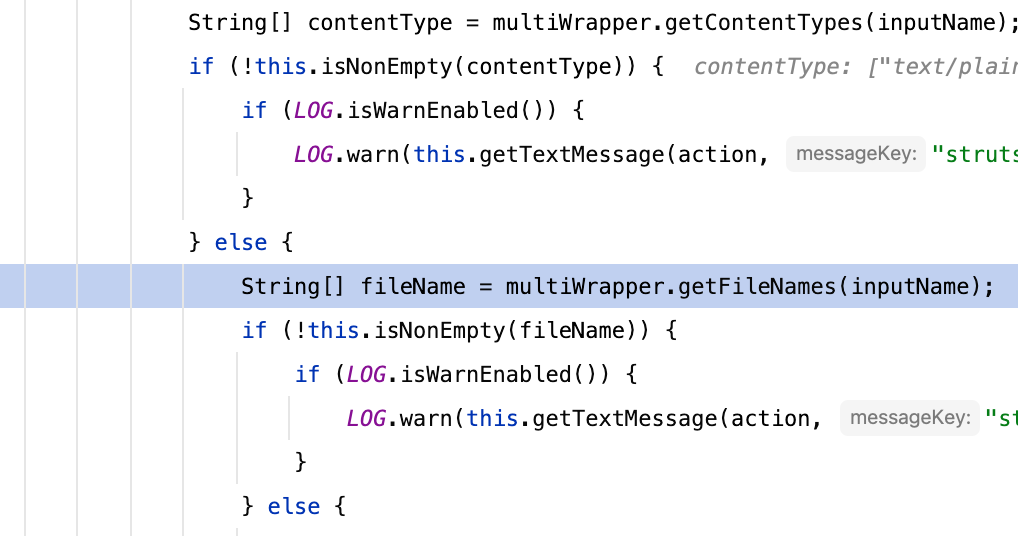 String[] contentType = multiWrapper.getContentTypes(inputName);
if (!this.isNonEmpty(contentType)) { contentType: ["text/plain
if (LOG.isWarnEnabled()) {
LOG.warn(this.getTextMessage(action, messageKey: "struts
}
} else {
String[] fileName = multiWrapper.getFileNames(inputName);
if (!this.isNonEmpty(fileName)) {
if (LOG.isWarnEnabled()) {
LOG.warn(this.getTextMessage(action, messageKey: "st
}
} else {